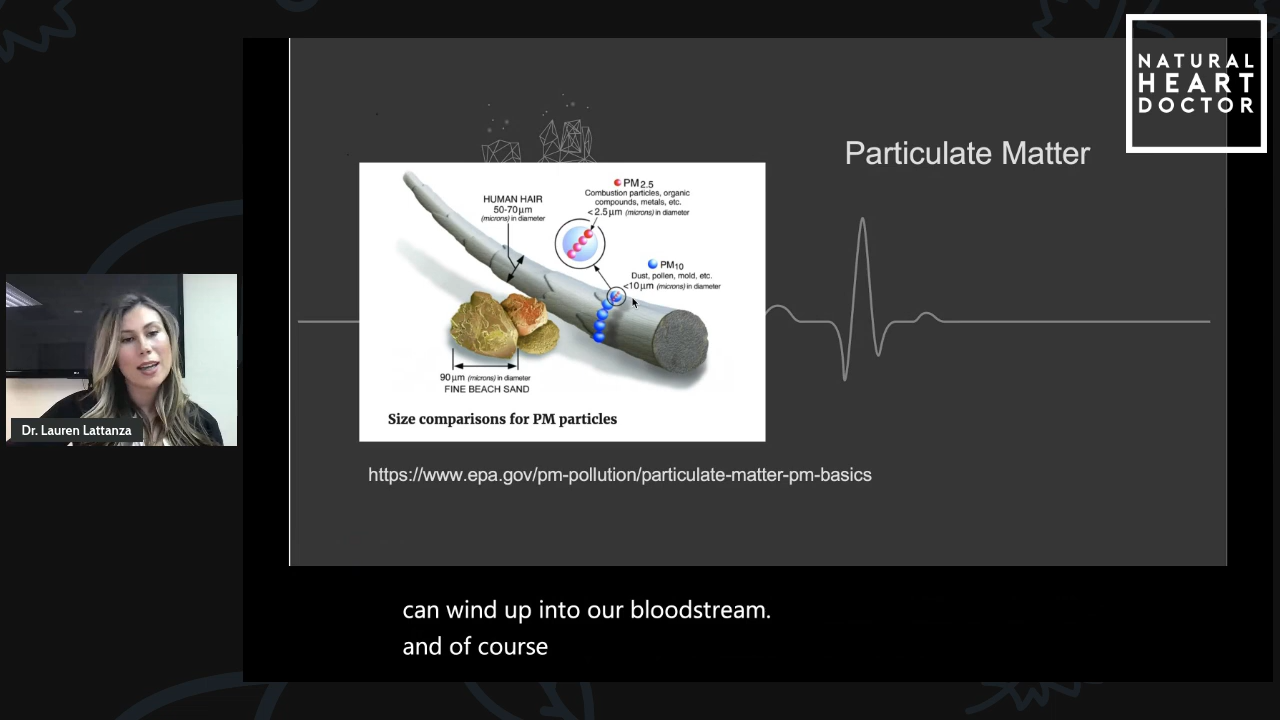 NATURAL
HEART
DOCTOR
Particulate Matter
PM2.5
Combustion particles, organic
compounds, metals, etc.
<2.5µm (microns) in diameter
HUMAN HAIR
50-70µm
(microns) in diameter
PM10
Dust, pollen, mold, etc.
<10µm (microns) in diameter
90µm (microns) in diameter
FINE BEACH SAND
Size comparisons for PM particles
Dr. Lauren Lattanza
https://www.epa.gov/pm-pollution/particulate-matter-pm-basics
can wind up into our bloodstream.
and of course